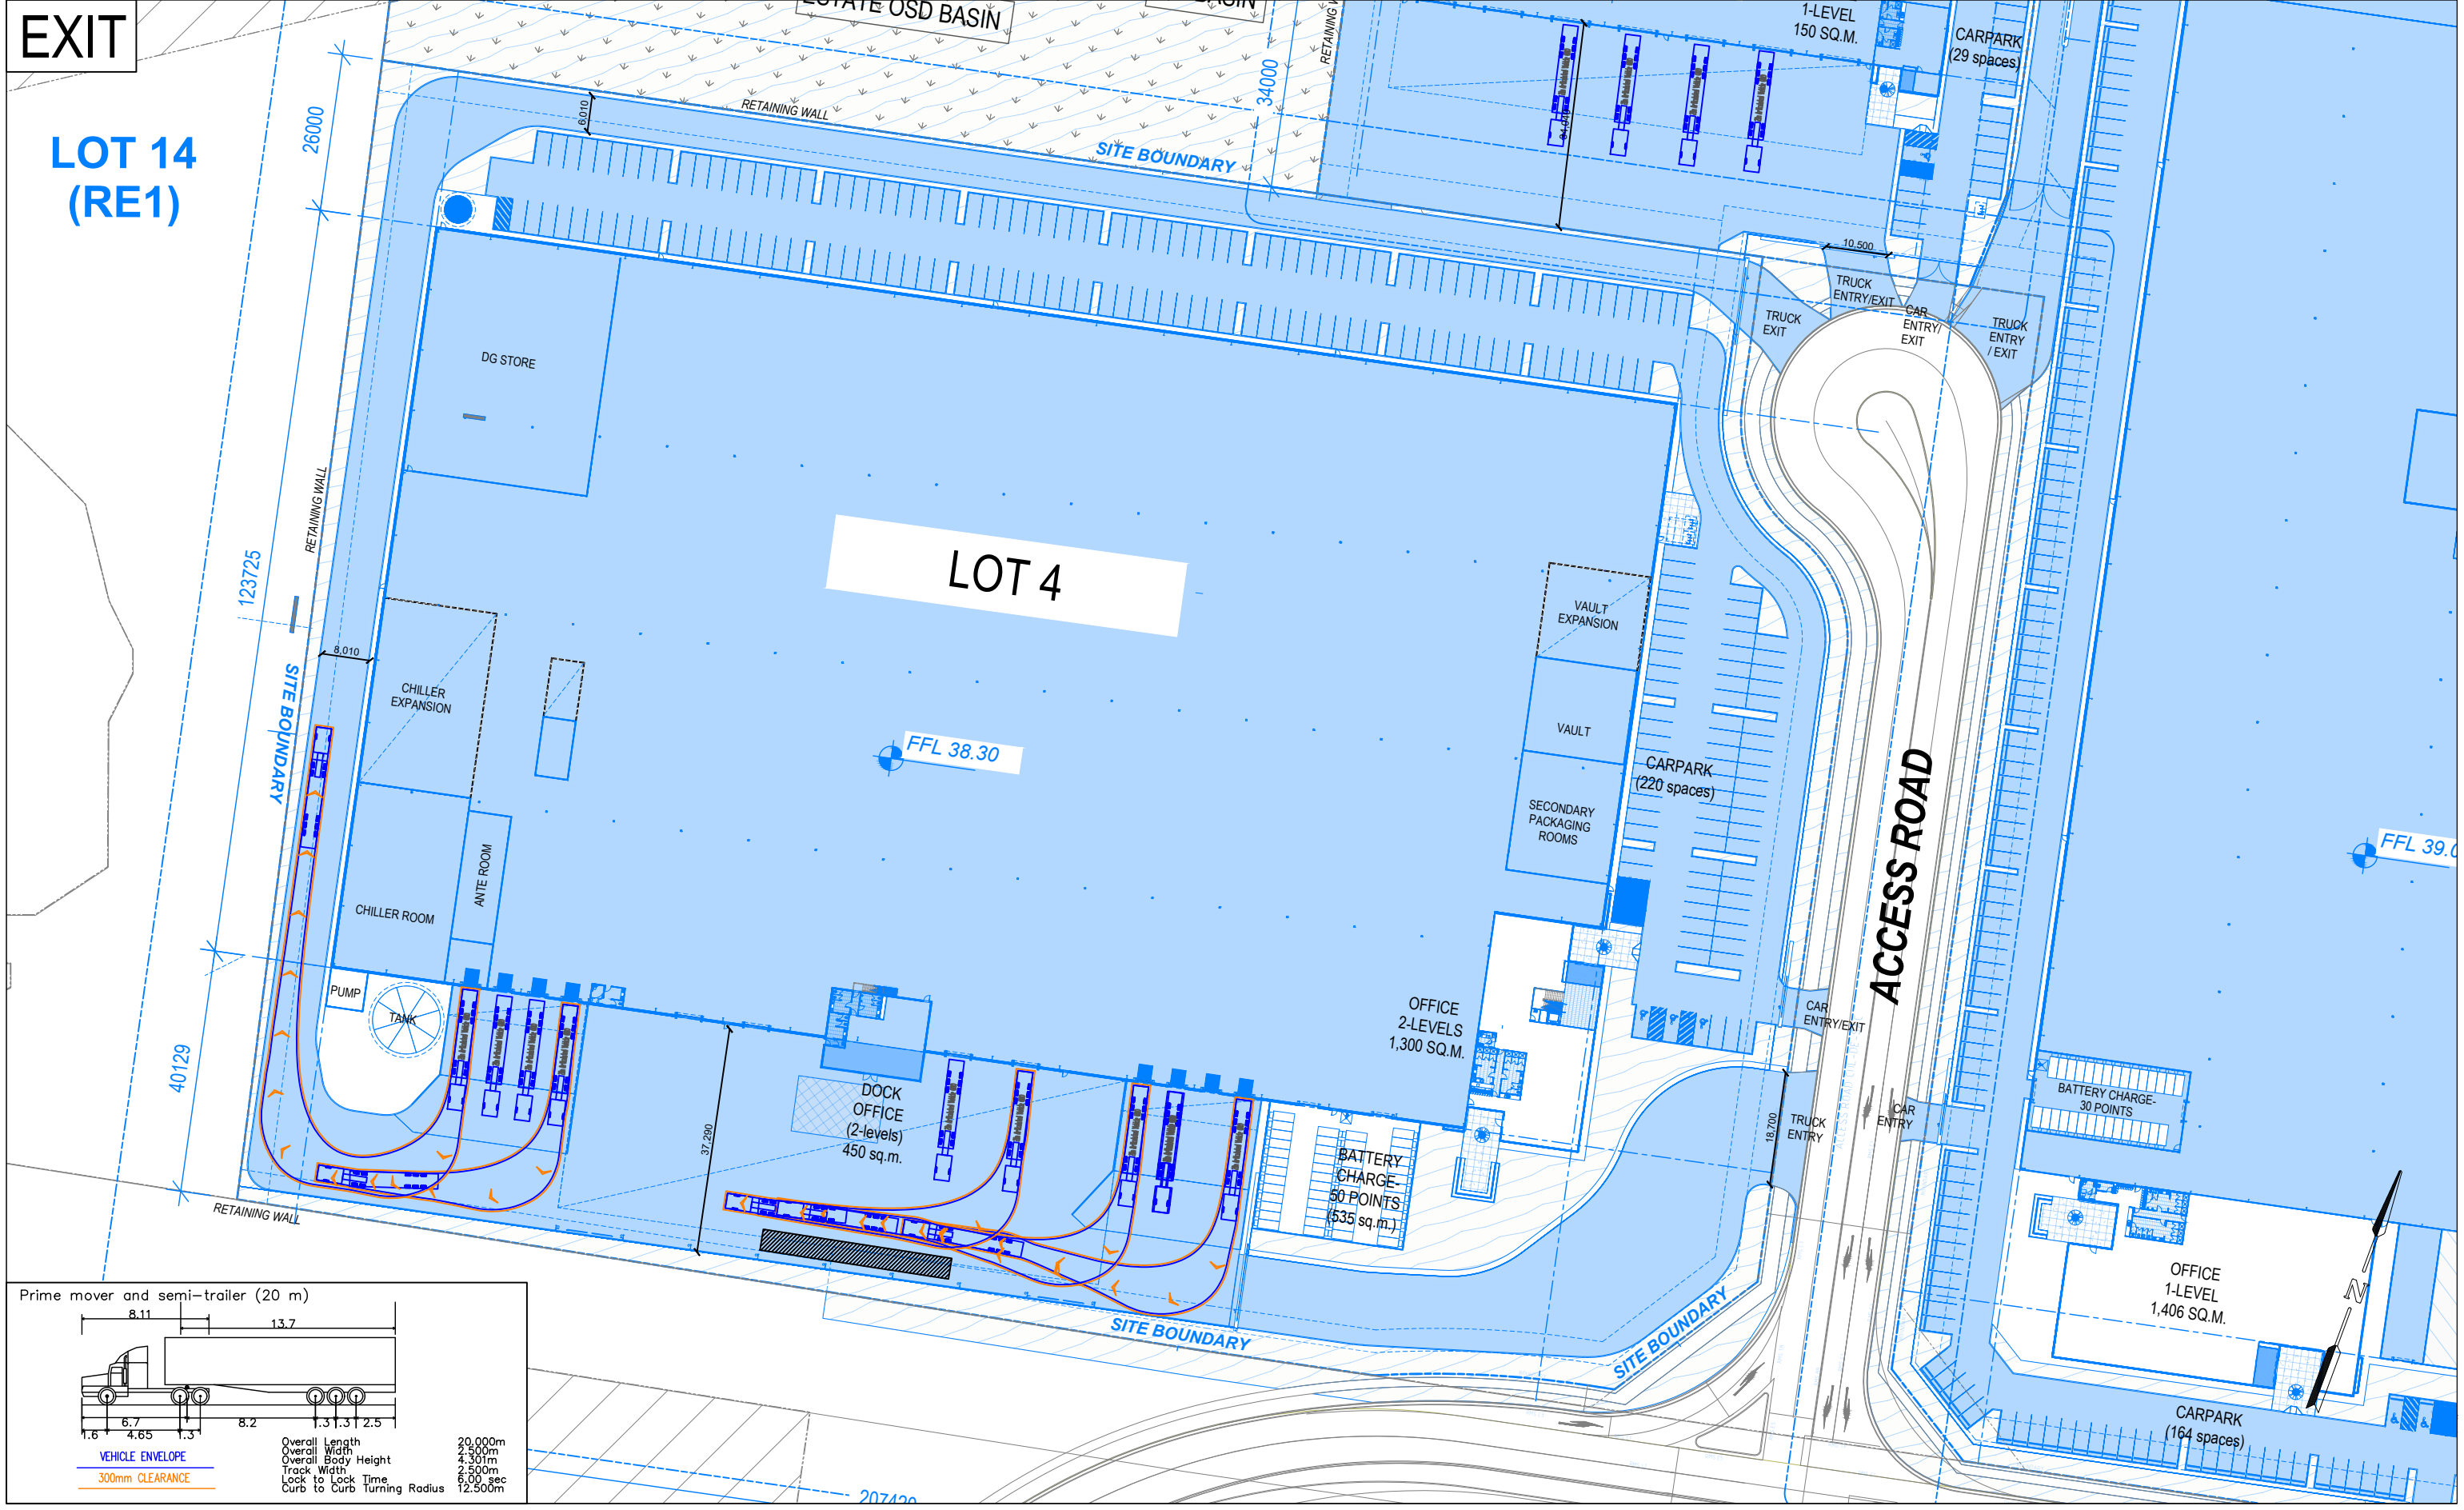 EXIT
LOT 14
(RE1)
26000
34000
RETAINING WALL
6,010
SITE BOUNDARY
1-LEVEL
150 SQ.M.
CARPARK
(29 spaces)
10,500
TRUCK
ENTRY/EXIT
TRUCK
EXIT
CAR
ENTRY/
EXIT
TRUCK
ENTRY
/ EXIT
DG STORE
RETAINING WALL
123725
8,010
SITE BOUNDARY
LOT 4
CHILLER
EXPANSION
FFL 38.30
VAULT
EXPANSION
VAULT
SECONDARY
PACKAGING
ROOMS
CARPARK
(220 spaces)
ACCESS ROAD
ANTE ROOM
CHILLER ROOM
PUMP
TANK
40129
RETAINING WALL
37,290
DOCK
OFFICE
(2-levels)
450 sq.m.
OFFICE
2-LEVELS
1,300 SQ.M.
BATTERY
CHARGE-
50 POINTS
(535 sq.m.)
CAR
ENTRY/EXIT
18,700
TRUCK
ENTRY
CAR
ENTRY
BATTERY CHARGE-
30 POINTS
OFFICE
1-LEVEL
1,406 SQ.M.
N
CARPARK
(164 spaces)
SITE BOUNDARY
SITE BOUNDARY
Prime mover and semi-trailer (20 m)
8.11
13.7
6.7
8.2
1.3
1.3
2.5
1.6
4.65
1.3
VEHICLE ENVELOPE
300mm CLEARANCE
Overall Length 20.000m
Overall Width 2.500m
Overall Body Height 4.301m
Track Width 2.500m
Lock to Lock Time 6.00 sec
Curb to Curb Turning Radius 12.500m